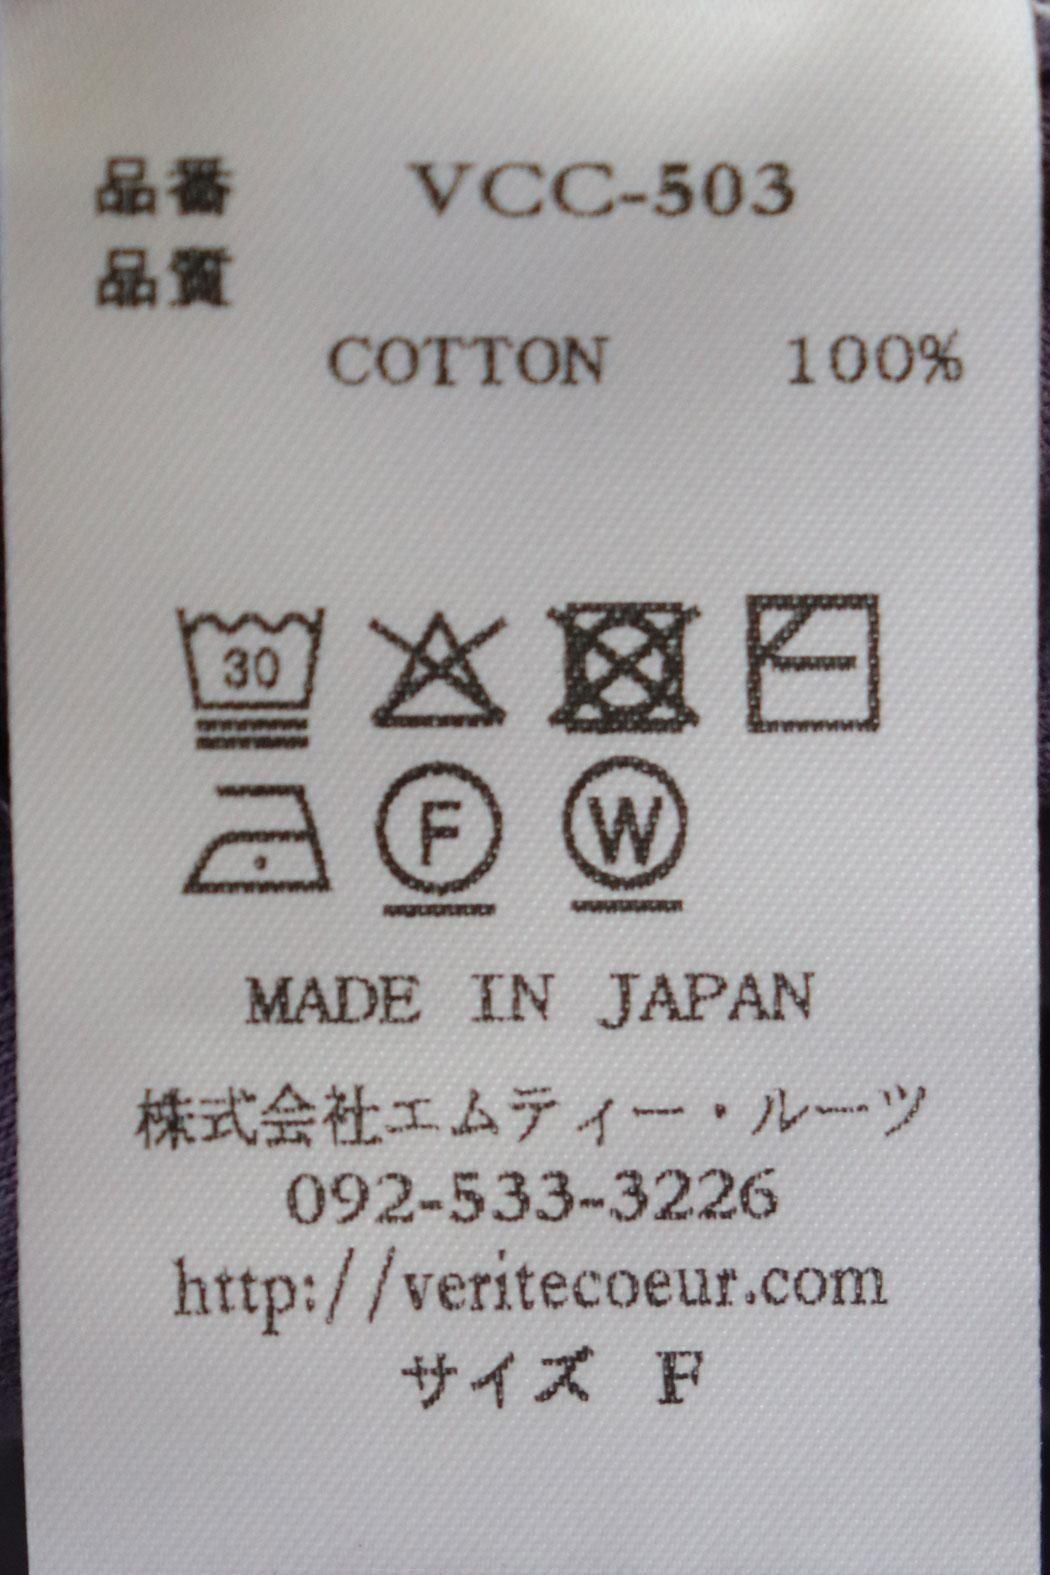 品番 VCC-503
品質
COTTON 100%
30
F W
MADE IN JAPAN
株式会社エムティー・ルーツ
092-533-3226
http://veritecoeur.com
サイズ F